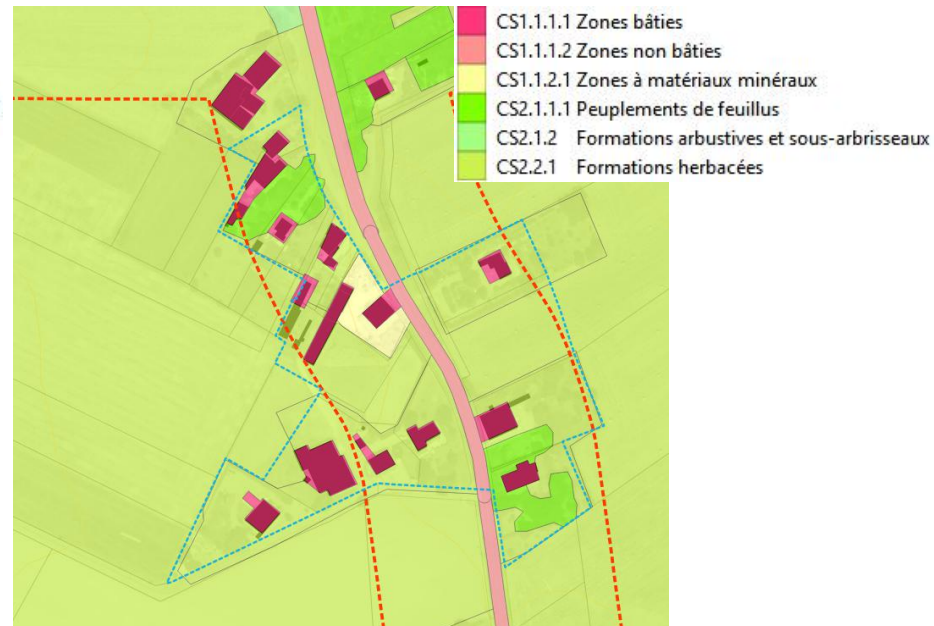 CS1.1.1.1 Zones bâties
CS1.1.1.2 Zones non bâties
CS1.1.2.1 Zones à matériaux minéraux
CS2.1.1.1 Peuplements de feuillus
CS2.1.2 Formations arbustives et sous-arbrisseaux
CS2.2.1 Formations herbacées